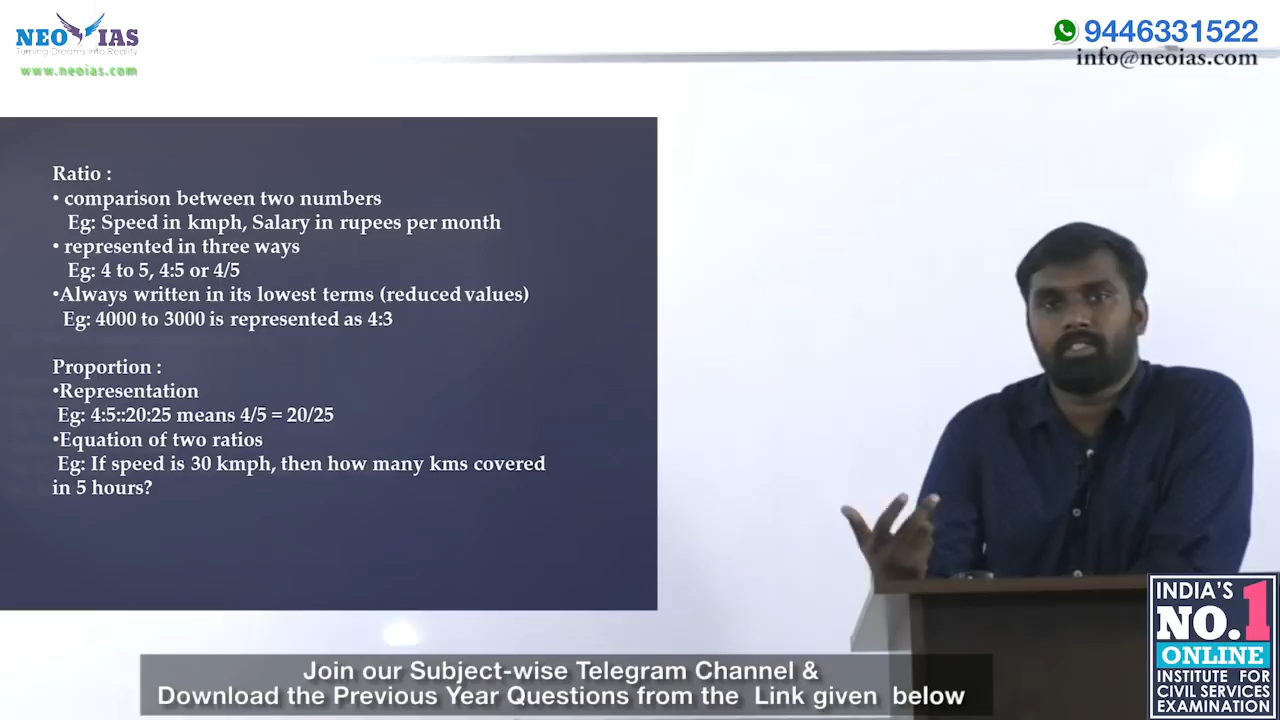 NEO IAS
Turning Dreams into Reality
www.neoias.com
9446331522
info@neoias.com
Ratio :
• comparison between two numbers
Eg: Speed in kmph, Salary in rupees per month
• represented in three ways
Eg: 4 to 5, 4:5 or 4/5
•Always written in its lowest terms (reduced values)
Eg: 4000 to 3000 is represented as 4:3
Proportion :
•Representation
Eg: 4:5::20:25 means 4/5 = 20/25
•Equation of two ratios
Eg: If speed is 30 kmph, then how many kms covered
in 5 hours?
INDIA'S
NO.1
ONLINE
INSTITUTE FOR
CIVIL SERVICES
EXAMINATION
Join our Subject-wise Telegram Channel &
Download the Previous Year Questions from the Link given below